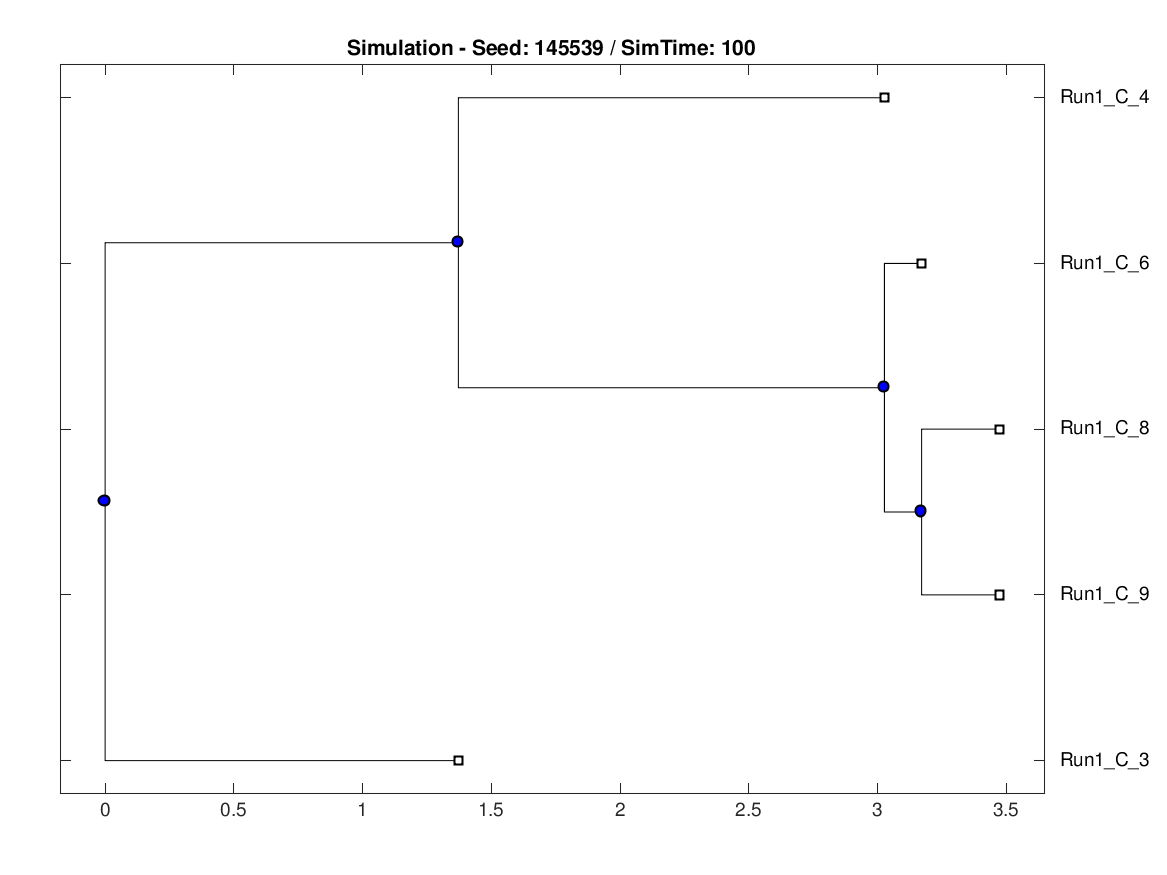 Simulation - Seed: 145539 / SimTime: 100
Run1_C_4
Run1_C_6
Run1_C_8
Run1_C_9
Run1_C_3
0 0.5 1 1.5 2 2.5 3 3.5